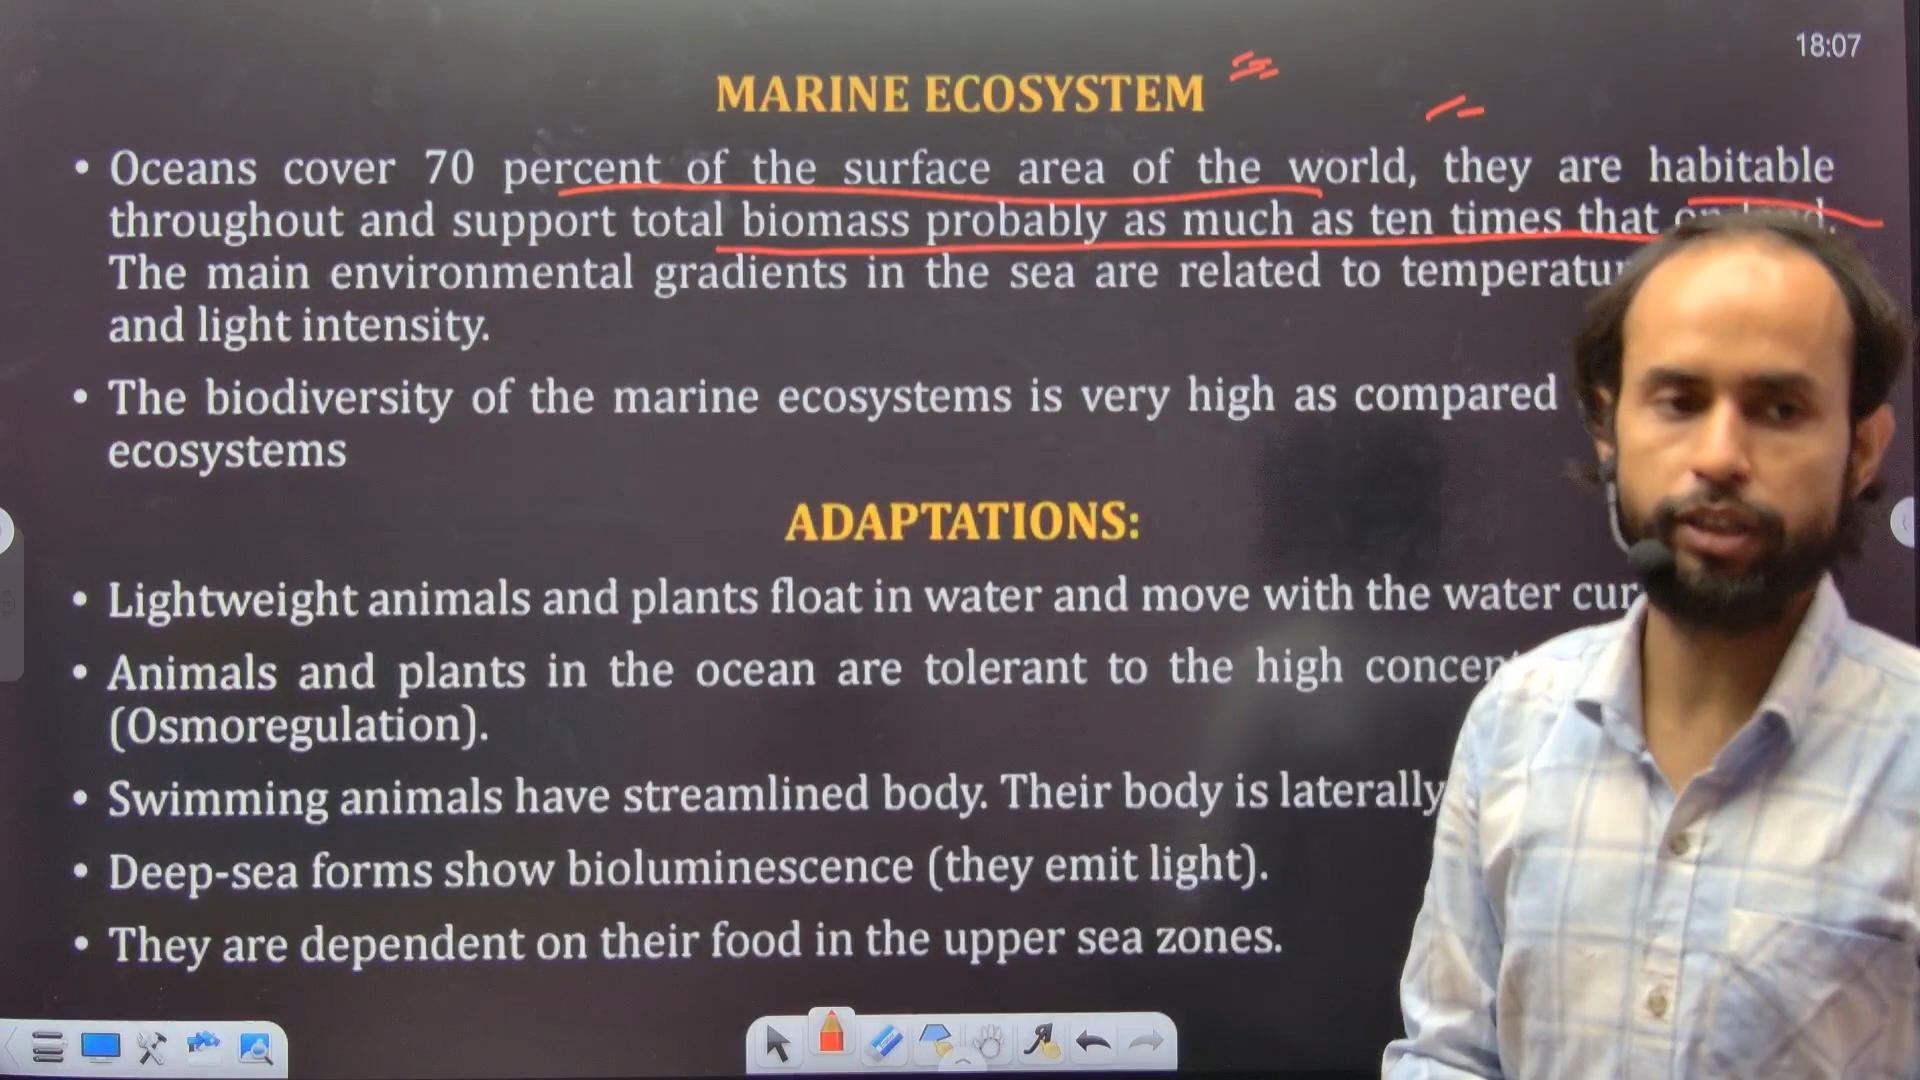 18:07
MARINE ECOSYSTEM
• Oceans cover 70 percent of the surface area of the world, they are habitable
throughout and support total biomass probably as much as ten times that
The main environmental gradients in the sea are related to
and light intensity.
• The biodiversity of the marine ecosystems is very high as compared
ecosystems
ADAPTATIONS:
• Lightweight animals and plants float in water and move with the water
• Animals and plants in the ocean are tolerant to the high
(Osmoregulation).
• Swimming animals have streamlined body. Their body is laterally
• Deep-sea forms show bioluminescence (they emit light).
• They are dependent on their food in the upper sea zones.